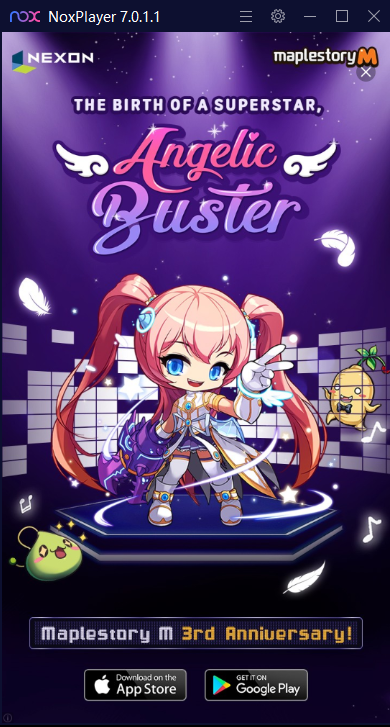 nox NoxPlayer 7.0.1.1
NEXON
maplestory M
THE BIRTH OF A SUPERSTAR,
Angelic
Buster
Maplestory M 3rd Anniversary!
Download on the
App Store
GET IT ON
Google Play